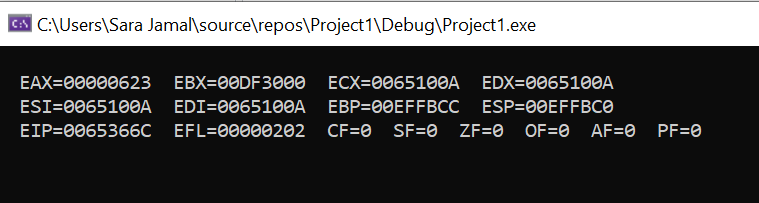 C:\Users\Sara Jamal\source\repos\Project1\Debug\Project1.exe
EAX=00000623  EBX=00DF3000  ECX=0065100A  EDX=0065100A
ESI=0065100A  EDI=0065100A  EBP=00EFFBCC  ESP=00EFFBC0
EIP=0065366C  EFL=00000202  CF=0  SF=0  ZF=0  OF=0  AF=0  PF=0